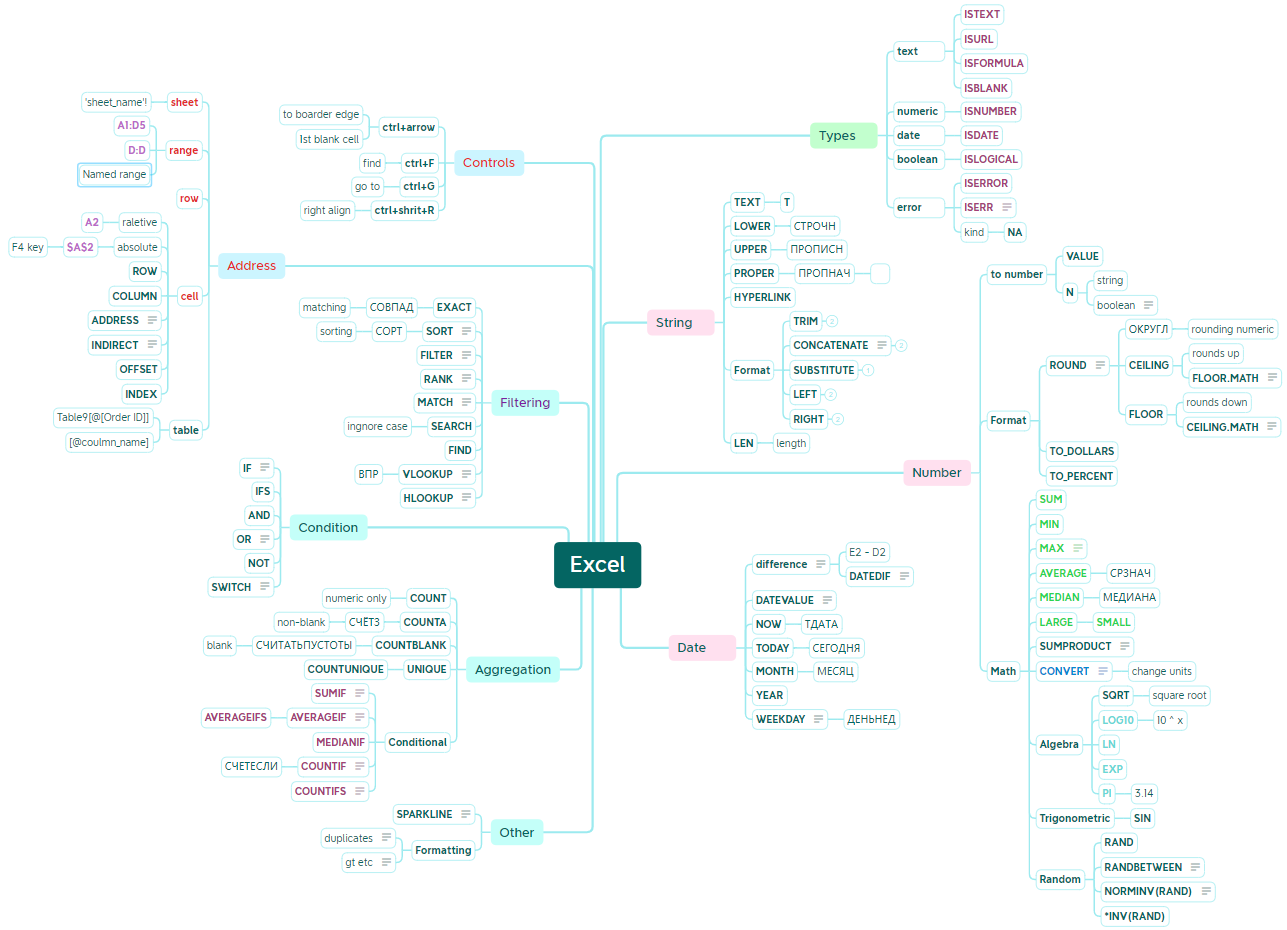 Excel
Types
text
ISTEXT
ISURL
ISFORMULA
ISBLANK
numeric
ISNUMBER
date
ISDATE
boolean
ISLOGICAL
error
ISERROR
ISERR
kind
NA
String
TEXT
T
LOWER
СТРОЧН
UPPER
ПРОПИСН
PROPER
ПРОПНАЧ
HYPERLINK
Format
TRIM
2
CONCATENATE
2
SUBSTITUTE
1
LEFT
2
RIGHT
2
LEN
length
Number
to number
VALUE
N
string
boolean
Format
ROUND
ОКРУГЛ
rounding numeric
CEILING
rounds up
FLOOR.MATH
FLOOR
rounds down
CEILING.MATH
TO_DOLLARS
TO_PERCENT
Math
SUM
MIN
MAX
AVERAGE
СРЗНАЧ
MEDIAN
МЕДИАНА
LARGE
SMALL
SUMPRODUCT
CONVERT
change units
Algebra
SQRT
square root
LOG10
10 ^ x
LN
EXP
PI
3.14
Trigonometric
SIN
Random
RAND
RANDBETWEEN
NORMINV(RAND)
*INV(RAND)
Date
difference
E2 - D2
DATEDIF
DATEVALUE
NOW
ТДАТА
TODAY
СЕГОДНЯ
MONTH
МЕСЯЦ
YEAR
WEEKDAY
ДЕНЬНЕД
Controls
ctrl+arrow
to boarder edge
1st blank cell
ctrl+F
find
ctrl+G
go to
ctrl+shrit+R
right align
Address
sheet
'sheet_name'!
range
A1:D5
D:D
Named range
row
cell
raletive
A2
absolute
$A$2
F4 key
ROW
COLUMN
ADDRESS
INDIRECT
OFFSET
INDEX
table
Table9[@[Order ID]]
[@coulmn_name]
Filtering
EXACT
СОВПАД
matching
SORT
СОРТ
sorting
FILTER
RANK
MATCH
SEARCH
ingnore case
FIND
VLOOKUP
ВПР
HLOOKUP
Condition
IF
IFS
AND
OR
NOT
SWITCH
Aggregation
COUNT
numeric only
COUNTA
СЧЁТЗ
non-blank
COUNTBLANK
СЧИТАТЬПУСТОТЫ
blank
UNIQUE
COUNTUNIQUE
Conditional
SUMIF
AVERAGEIF
AVERAGEIFS
MEDIANIF
COUNTIF
СЧЕТЕСЛИ
COUNTIFS
Other
SPARKLINE
Formatting
duplicates
gt etc